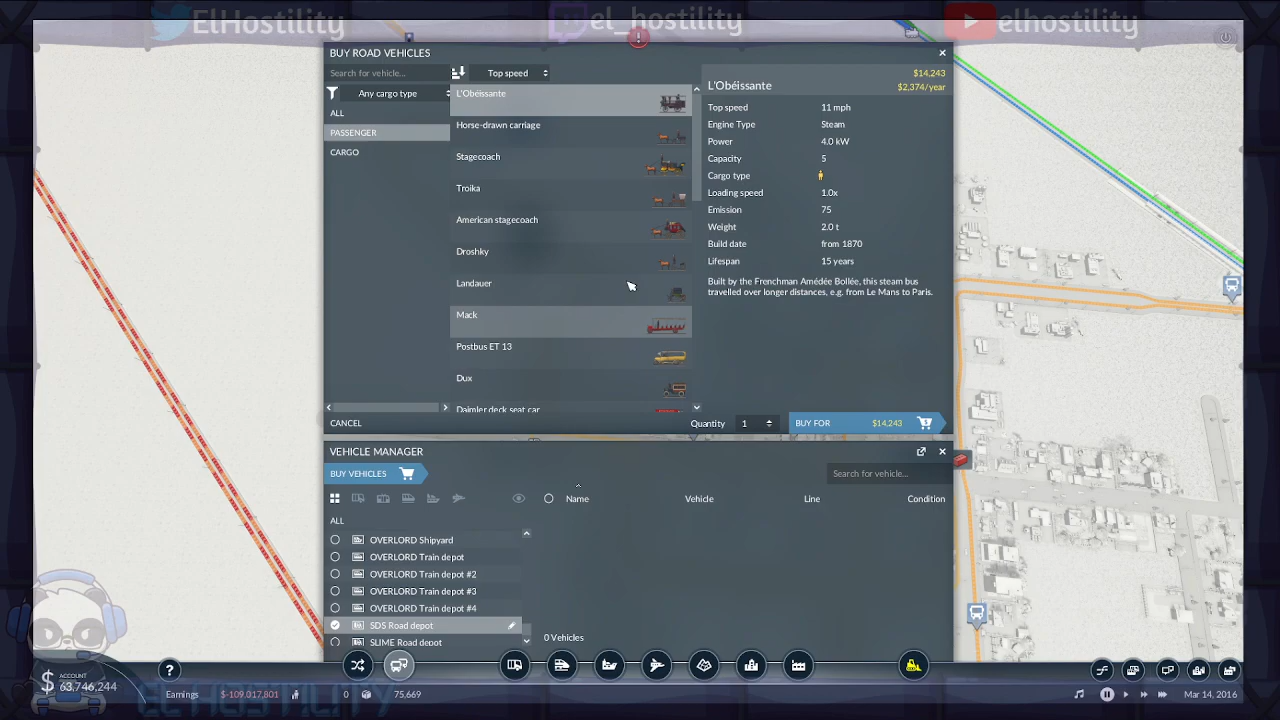 ElHostility
el_hostility
elhostility
BUY ROAD VEHICLES
Search for vehicle...
Top speed
Any cargo type
ALL
PASSENGER
CARGO
L'Obéissante
Horse-drawn carriage
Stagecoach
Troika
American stagecoach
Droshky
Landauer
Mack
Postbus ET 13
Dux
Daimler deck seat car
CANCEL
$14,243
L'Obéissante
$2,374/year
Top speed 11 mph
Engine Type Steam
Power 4.0 kW
Capacity 5
Cargo type
Loading speed 1.0x
Emission 75
Weight 2.0 t
Build date from 1870
Lifespan 15 years
Built by the Frenchman Amédée Bollée, this steam bus
travelled over longer distances, e.g. from Le Mans to Paris.
Quantity 1
BUY FOR $14,243
VEHICLE MANAGER
BUY VEHICLES
Search for vehicle...
Name Vehicle Line Condition
ALL
OVERLORD Shipyard
OVERLORD Train depot
OVERLORD Train depot #2
OVERLORD Train depot #3
OVERLORD Train depot #4
SDS Road depot
SLIME Road depot
0 Vehicles
$ ACCOUNT
63,746,244
?
Earnings $-109,017,801 0 75,669
Mar 14, 2016
ELHOSTILITY